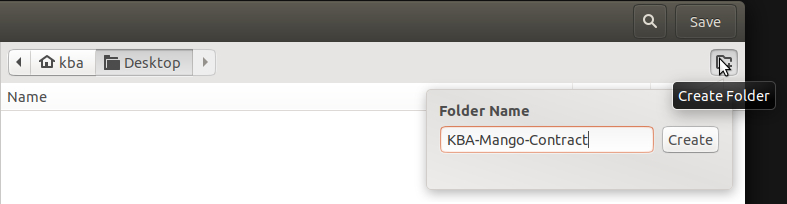 Save
kba Desktop
Name
Create Folder
Folder Name
KBA-Mango-Contract Create